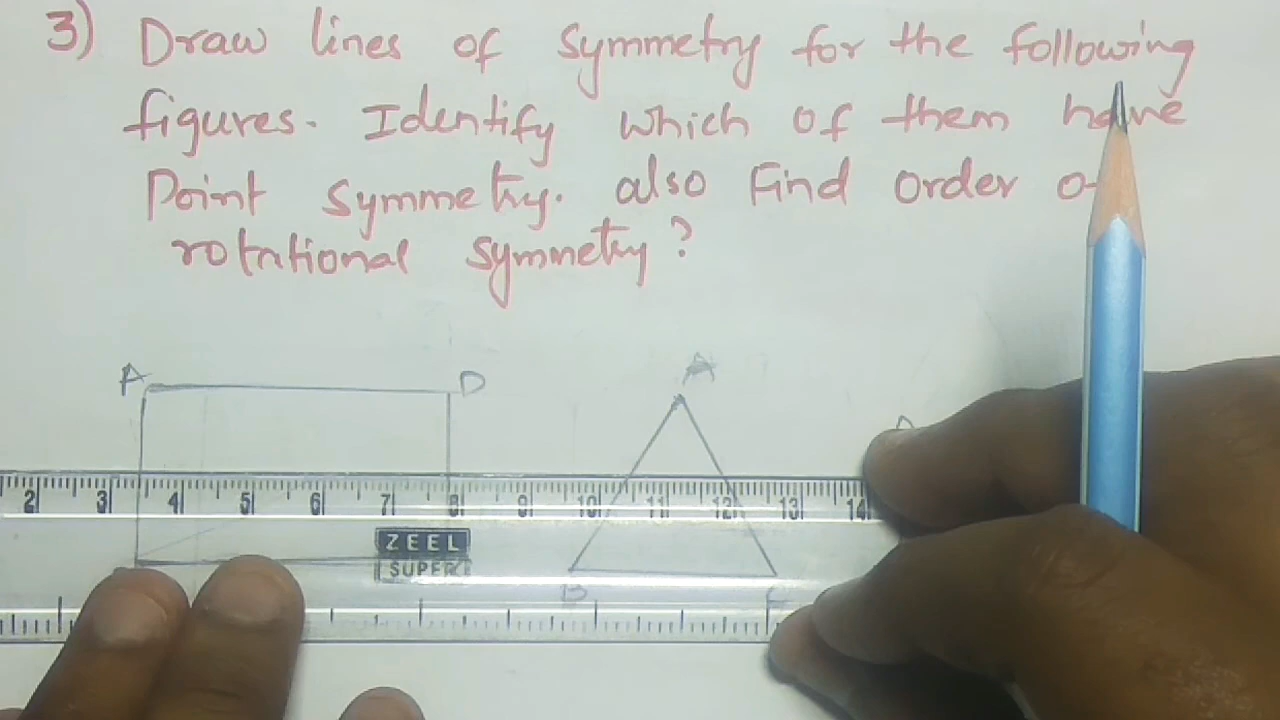 3) Draw lines of symmetry for the following
figures. Identify which of them have
Point symmetry. also Find order of
rotational symmetry?
A D A
2 3 4 5 6 7 8 9 10 11 12 13 14
ZEEL
SUPER
B